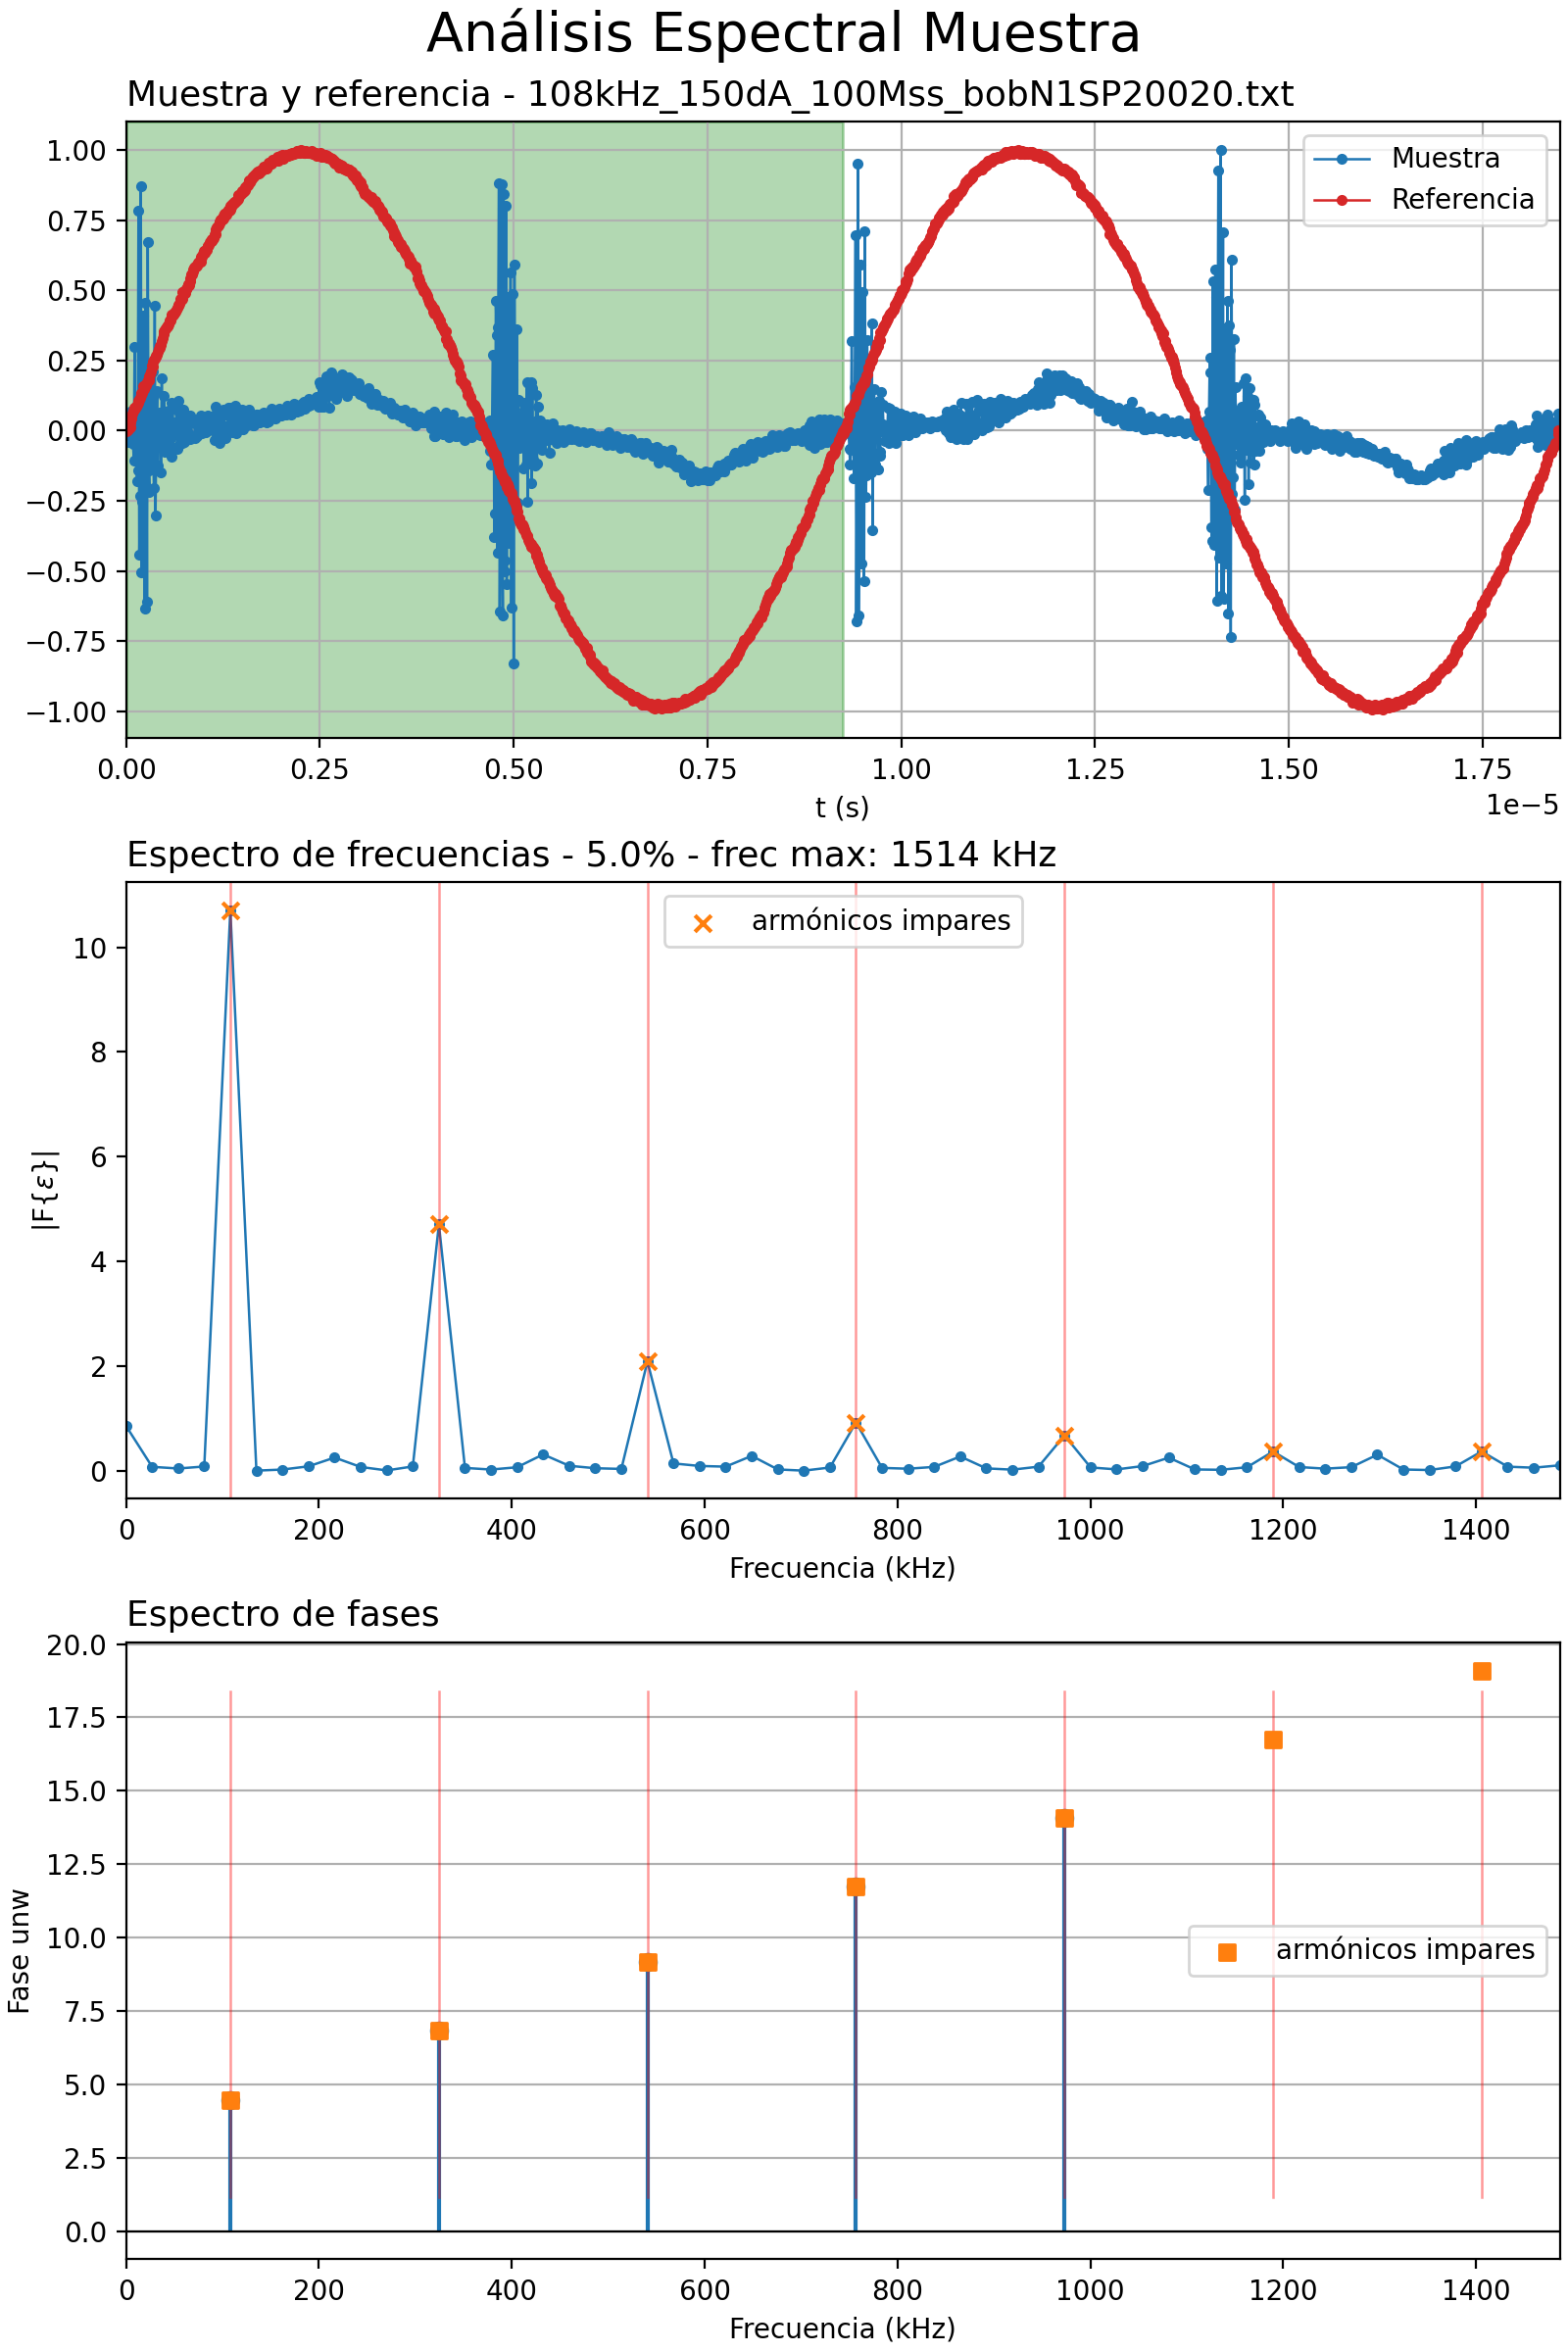 Análisis Espectral Muestra
Muestra y referencia - 108kHz_150dA_100Mss_bobN1SP20020.txt
1.00
0.75
0.50
0.25
0.00
−0.25
−0.50
−0.75
−1.00
Muestra
Referencia
0.00 0.25 0.50 0.75 1.00 1.25 1.50 1.75
1e−5
t (s)
Espectro de frecuencias - 5.0% - frec max: 1514 kHz
armónicos impares
10
8
6
4
2
0
|F{ε}|
0 200 400 600 800 1000 1200 1400
Frecuencia (kHz)
Espectro de fases
20.0
17.5
15.0
12.5
10.0
7.5
5.0
2.5
0.0
Fase unw
armónicos impares
0 200 400 600 800 1000 1200 1400
Frecuencia (kHz)